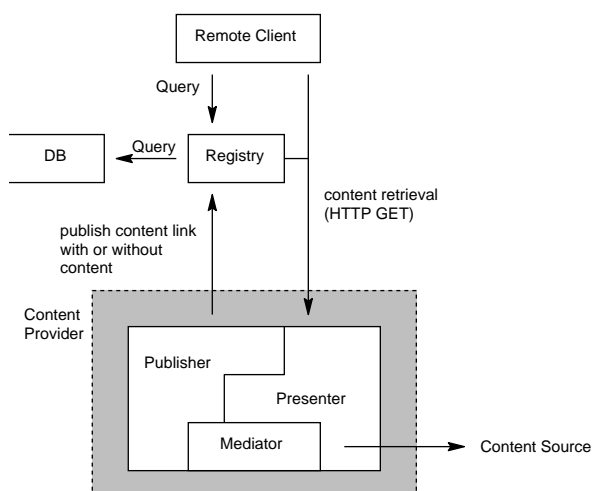 Remote Client
Query
DB
Query
Registry
content retrieval
(HTTP GET)
publish content link
with or without
content
Content
Provider
Publisher
Presenter
Mediator
Content Source